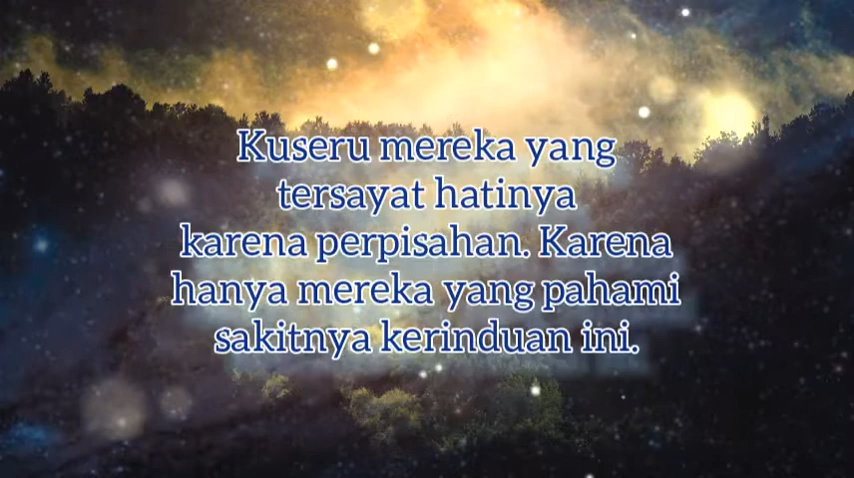 Kuseru mereka yang
tersayat hatinya
karena perpisahan. Karena
hanya mereka yang pahami
sakitnya kerinduan ini.